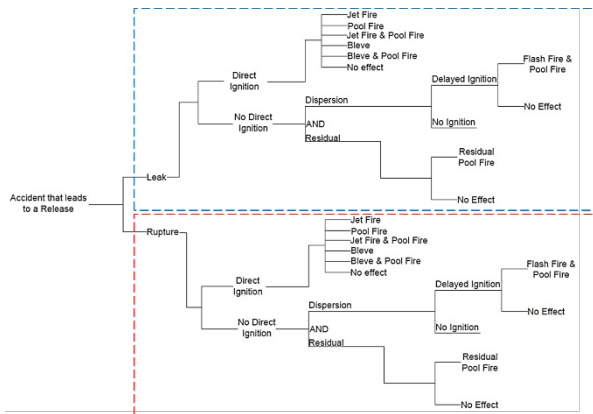 Jet Fire
Pool Fire
Jet Fire & Pool Fire
Bleve
Bleve & Pool Fire
No effect
Direct
Ignition
Flash Fire &
Pool Fire
Delayed Ignition
Dispersion
No Effect
No Direct
Ignition
AND
No Ignition
Residual
Residual
Pool Fire
Leak
No Effect
Accident that leads
to a Release
Rupture
Jet Fire
Pool Fire
Jet Fire & Pool Fire
Bleve
Bleve & Pool Fire
No effect
Direct
Ignition
Flash Fire &
Pool Fire
Delayed Ignition
Dispersion
No Effect
No Direct
Ignition
AND
No Ignition
Residual
Residual
Pool Fire
No Effect